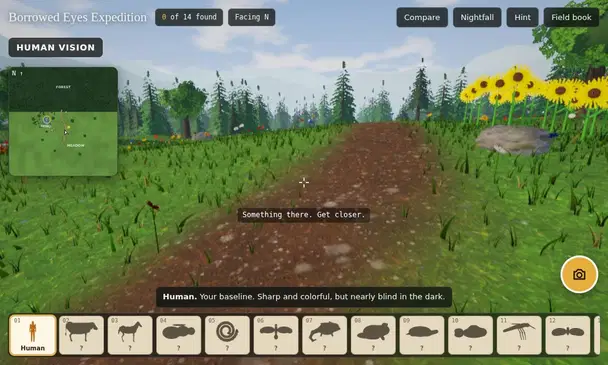 Borrowed Eyes Expedition
0 of 14 found
Facing N
Compare
Nightfall
Hint
Field book
HUMAN VISION
N ↑
FOREST
MEADOW
Something there. Get closer.
Human. Your baseline. Sharp and colorful, but nearly blind in the dark.
01
Human
02
?
03
?
04
?
05
?
06
?
07
?
08
?
09
?
10
?
11
?
12
?